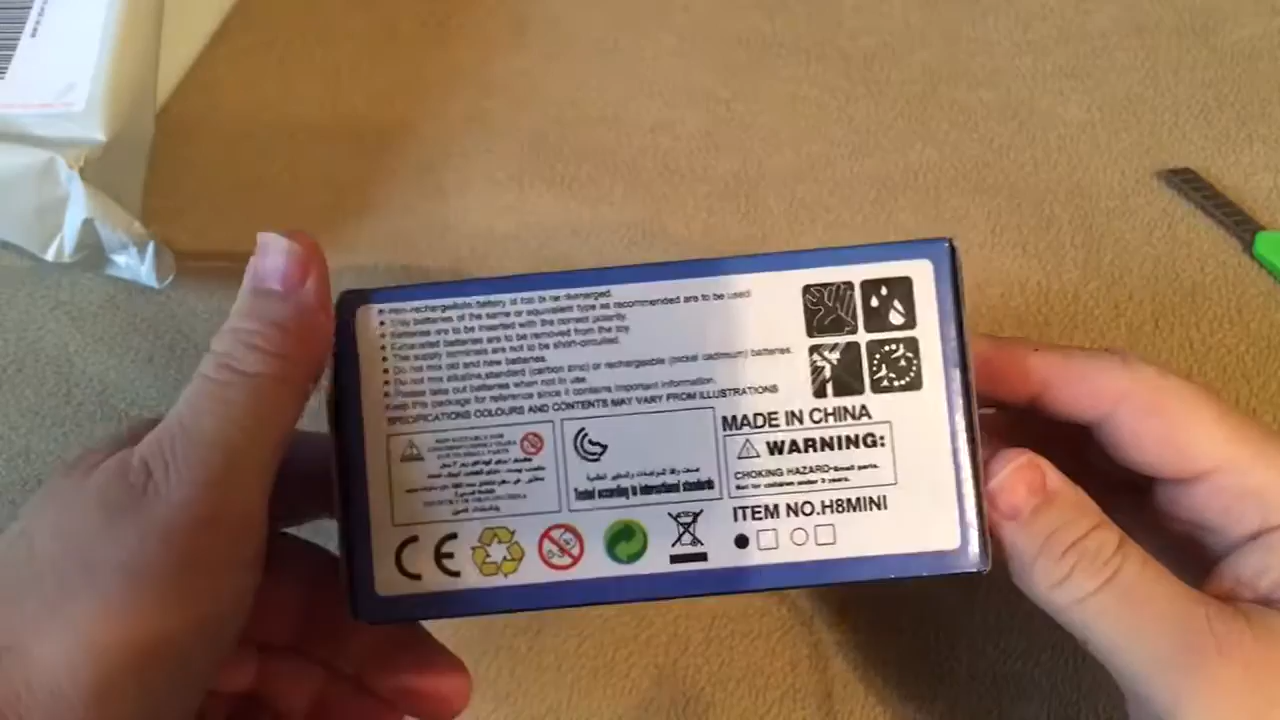 Non-rechargeable battery is not to be recharged.
Only batteries of the same or equivalent type as recommended are to be used
Batteries are to be inserted with the correct polarity.
Exhausted batteries are to be removed from the toy.
The supply terminals are not to be short-circuited.
Do not mix old and new batteries.
Do not mix alkaline,standard (carbon zinc) or rechargeable (nickel cadmium) batteries.
Please take out batteries when not in use.
Keep this package for reference since it contains important information.
SPECIFICATIONS COLOURS AND CONTENTS MAY VARY FROM ILLUSTRATIONS
Tested according to international standards
MADE IN CHINA
WARNING:
CHOKING HAZARD-Small parts.
Not for children under 3 years.
ITEM NO.H8MINI
CE
0-3